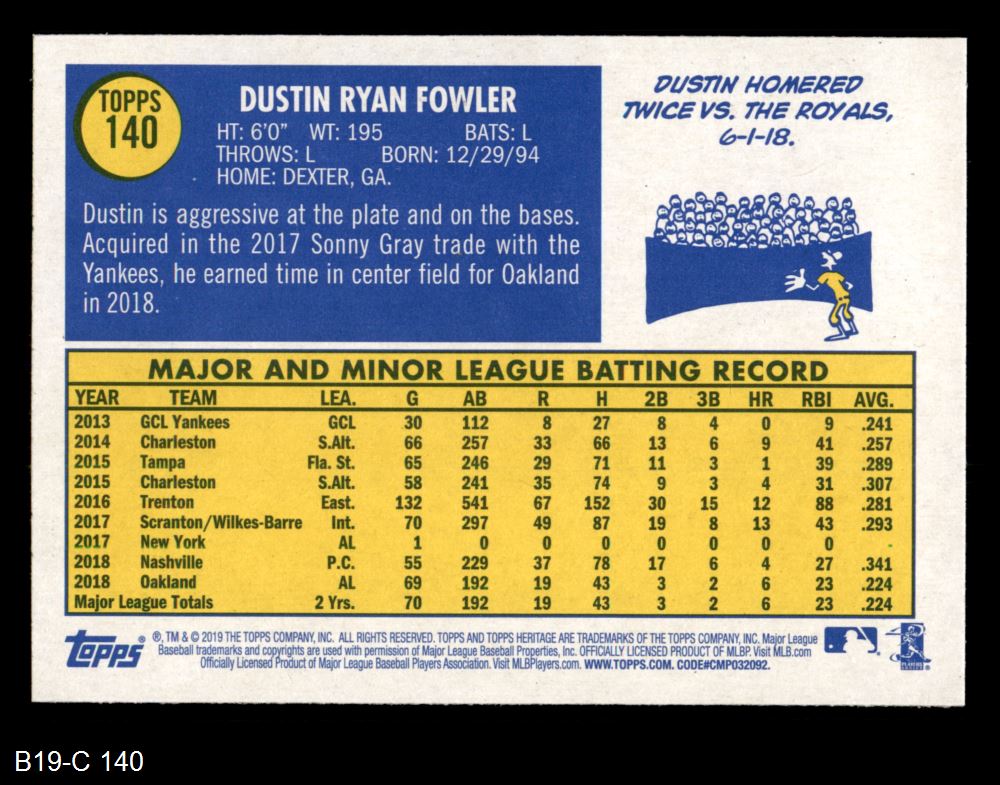 TOPPS
140
DUSTIN RYAN FOWLER
HT: 6'0" WT: 195 BATS: L
THROWS: L BORN: 12/29/94
HOME: DEXTER, GA.
Dustin is aggressive at the plate and on the bases.
Acquired in the 2017 Sonny Gray trade with the
Yankees, he earned time in center field for Oakland
in 2018.
DUSTIN HOMERED
TWICE VS. THE ROYALS,
6-1-18.
MAJOR AND MINOR LEAGUE BATTING RECORD
YEAR TEAM LEA. G AB R H 2B 3B HR RBI AVG.
2013 GCL Yankees GCL 30 112 8 27 8 4 0 9 .241
2014 Charleston S.Alt. 66 257 33 66 13 6 9 41 .257
2015 Tampa Fla. St. 65 246 29 71 11 3 1 39 .289
2015 Charleston S.Alt. 58 241 35 74 9 3 4 31 .307
2016 Trenton East. 132 541 67 152 30 15 12 88 .281
2017 Scranton/Wilkes-Barre Int. 70 297 49 87 19 8 13 43 .293
2017 New York AL 1 0 0 0 0 0 0 0 .
2018 Nashville P.C. 55 229 37 78 17 6 4 27 .341
2018 Oakland AL 69 192 19 43 3 2 6 23 .224
Major League Totals 2 Yrs. 70 192 19 43 3 2 6 23 .224
Topps ®
®, TM & © 2019 THE TOPPS COMPANY, INC. ALL RIGHTS RESERVED. TOPPS AND TOPPS HERITAGE ARE TRADEMARKS OF THE TOPPS COMPANY, INC. Major League
Baseball trademarks and copyrights are used with permission of Major League Baseball Properties, Inc. OFFICIALLY LICENSED PRODUCT OF MLBP. Visit MLB.com
Officially Licensed Product of Major League Baseball Players Association. Visit MLBPlayers.com. WWW.TOPPS.COM. CODE#CMP032092.
B19-C 140